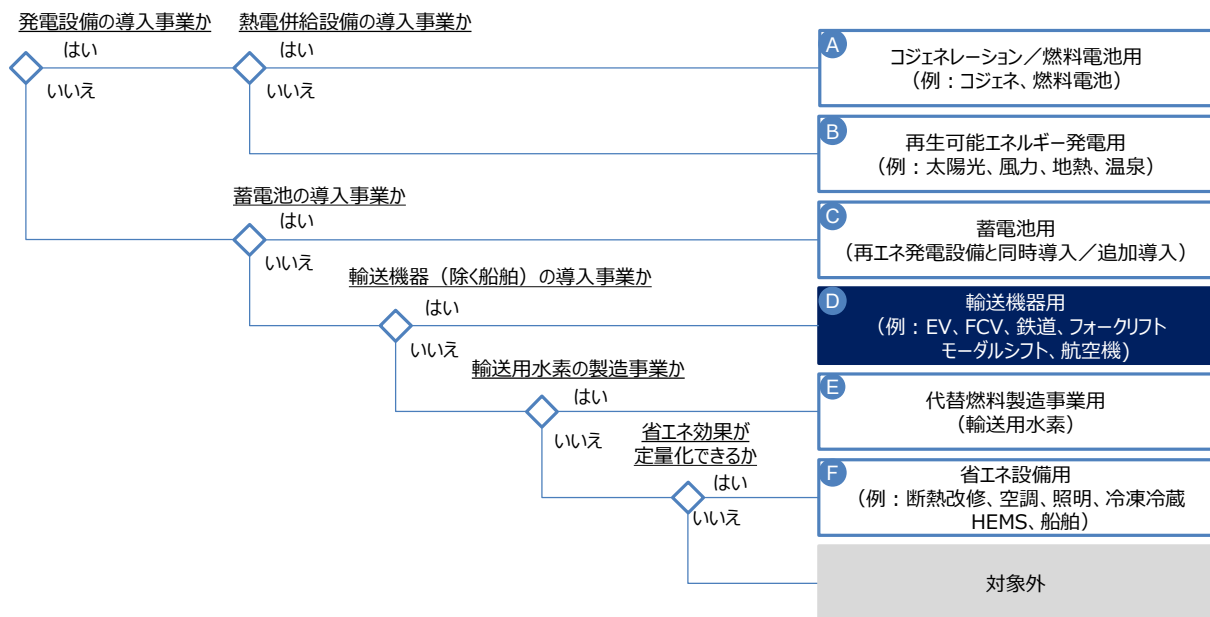 発電設備の導入事業か
熱電併給設備の導入事業か
はい
はい
いいえ
いいえ
A
コジェネレーション／燃料電池用
（例：コジェネ、燃料電池）
B
再生可能エネルギー発電用
（例：太陽光、風力、地熱、温泉）
蓄電池の導入事業か
はい
いいえ
C
蓄電池用
（再エネ発電設備と同時導入／追加導入）
輸送機器（除く船舶）の導入事業か
はい
いいえ
D
輸送機器用
（例：EV、FCV、鉄道、フォークリフト
モーダルシフト、航空機)
輸送用水素の製造事業か
はい
いいえ
E
代替燃料製造事業用
（輸送用水素）
省エネ効果が
定量化できるか
はい
いいえ
F
省エネ設備用
（例：断熱改修、空調、照明、冷凍冷蔵
HEMS、船舶）
対象外